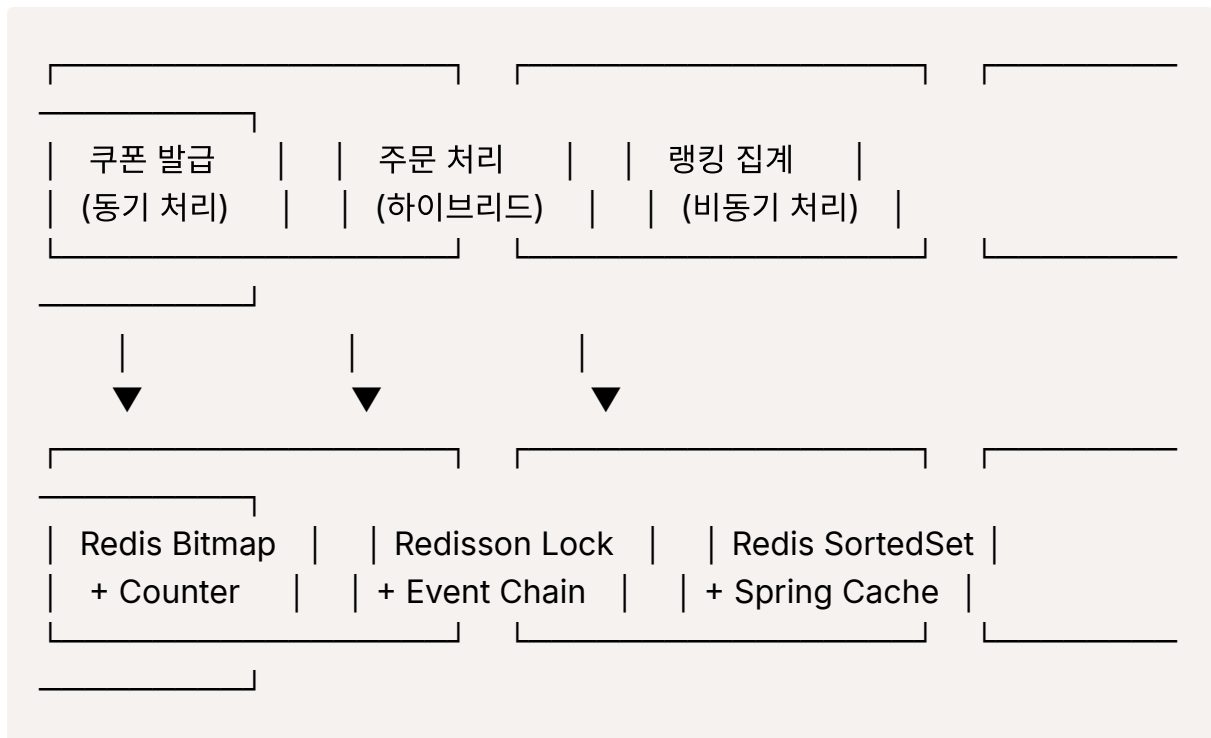 ┌─────────────────┐  ┌─────────────────┐  ┌────────
─────────┐
│  쿠폰 발급    │  │  주문 처리    │  │  랭킹 집계    │
│ (동기 처리)   │  │ (하이브리드)  │  │ (비동기 처리)  │
└─────────────────┘  └─────────────────┘  └────────
─────────┘
│                │                │
▼                ▼                ▼
┌─────────────────┐  ┌─────────────────┐  ┌────────
─────────┐
│ Redis Bitmap  │  │ Redisson Lock  │  │ Redis SortedSet │
│  + Counter   │  │ + Event Chain  │  │ + Spring Cache  │
└─────────────────┘  └─────────────────┘  └────────
─────────┘